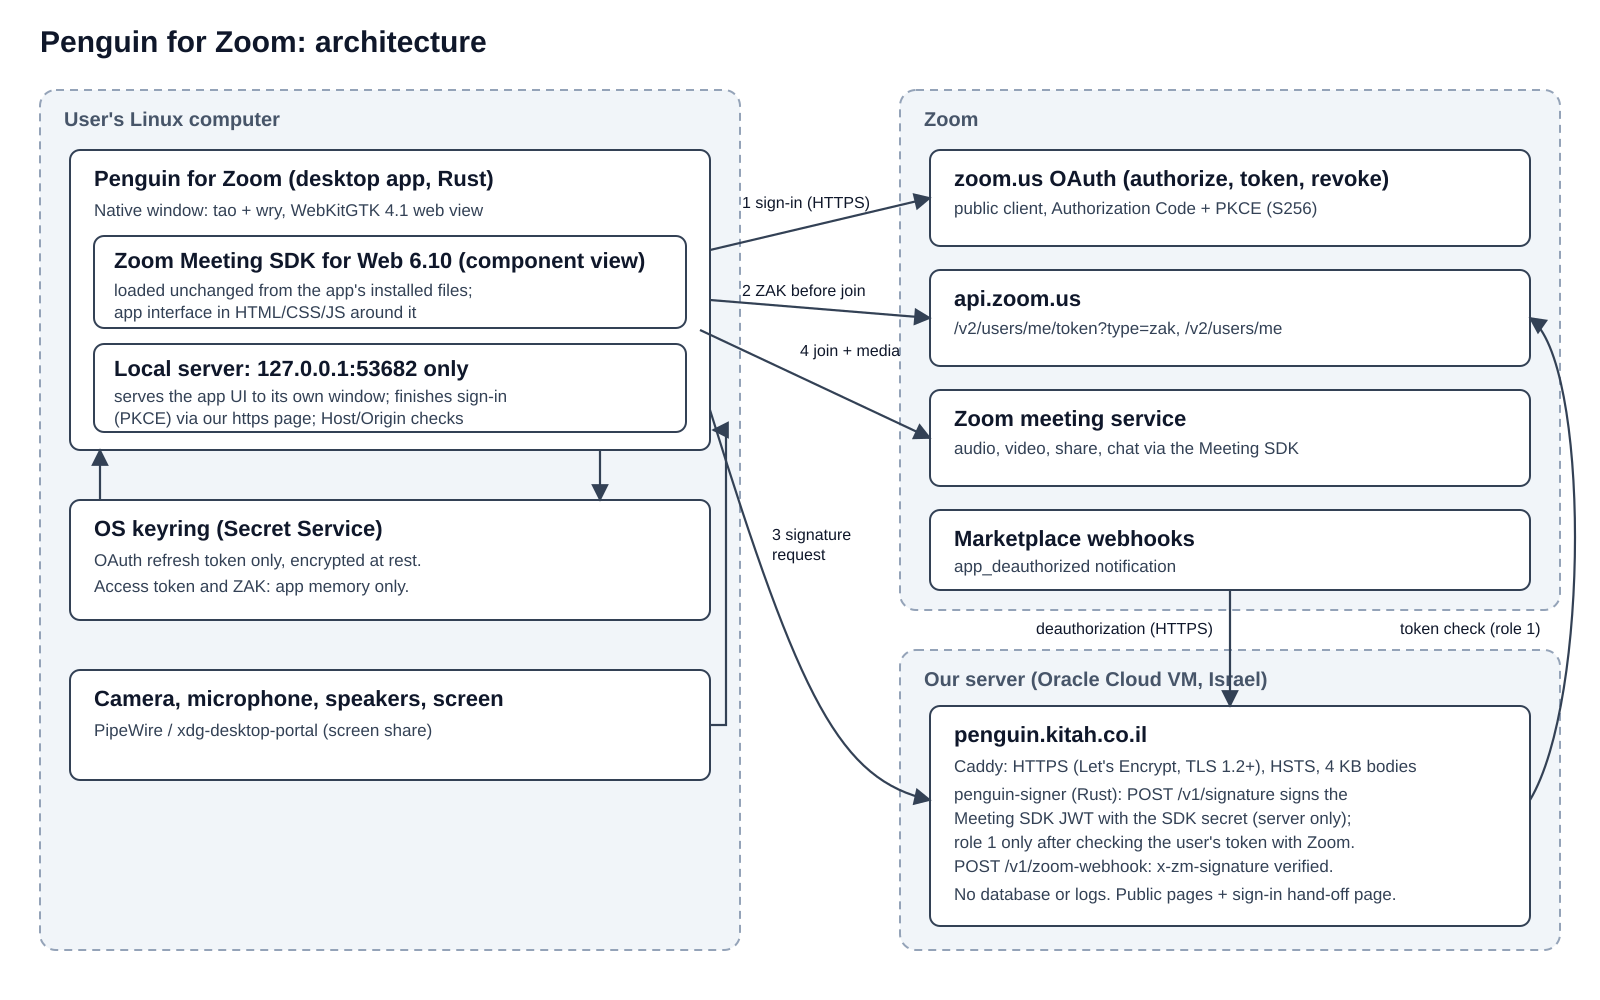 Penguin for Zoom: architecture
User's Linux computer
Penguin for Zoom (desktop app, Rust)
Native window: tao + wry, WebKitGTK 4.1 web view
Zoom Meeting SDK for Web 6.10 (component view)
loaded unchanged from the app's installed files;
app interface in HTML/CSS/JS around it
Local server: 127.0.0.1:53682 only
serves the app UI to its own window; finishes sign-in
(PKCE) via our https page; Host/Origin checks
OS keyring (Secret Service)
OAuth refresh token only, encrypted at rest.
Access token and ZAK: app memory only.
Camera, microphone, speakers, screen
PipeWire / xdg-desktop-portal (screen share)
1 sign-in (HTTPS)
2 ZAK before join
4 join + media
3 signature
request
Zoom
zoom.us OAuth (authorize, token, revoke)
public client, Authorization Code + PKCE (S256)
api.zoom.us
/v2/users/me/token?type=zak, /v2/users/me
Zoom meeting service
audio, video, share, chat via the Meeting SDK
Marketplace webhooks
app_deauthorized notification
deauthorization (HTTPS)
token check (role 1)
Our server (Oracle Cloud VM, Israel)
penguin.kitah.co.il
Caddy: HTTPS (Let's Encrypt, TLS 1.2+), HSTS, 4 KB bodies
penguin-signer (Rust): POST /v1/signature signs the
Meeting SDK JWT with the SDK secret (server only);
role 1 only after checking the user's token with Zoom.
POST /v1/zoom-webhook: x-zm-signature verified.
No database or logs. Public pages + sign-in hand-off page.